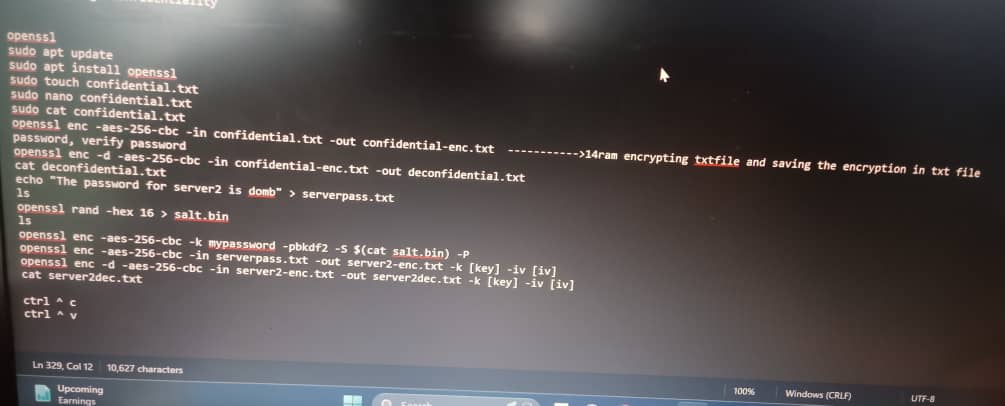 openssl
sudo apt update
sudo apt install openssl
sudo touch confidential.txt
sudo nano confidential.txt
sudo cat confidential.txt
openssl enc -aes-256-cbc -in confidential.txt -out confidential-enc.txt ----------->14ram encrypting txtfile and saving the encryption in txt file
password, verify password
openssl enc -d -aes-256-cbc -in confidential-enc.txt -out deconfidential.txt
cat deconfidential.txt
echo "The password for server2 is domb" > serverpass.txt
ls
openssl rand -hex 16 > salt.bin
ls
openssl enc -aes-256-cbc -k mypassword -pbkdf2 -S $(cat salt.bin) -P
openssl enc -aes-256-cbc -in serverpass.txt -out server2-enc.txt -k [key] -iv [iv]
openssl enc -d -aes-256-cbc -in server2-enc.txt -out server2dec.txt -k [key] -iv [iv]
cat server2dec.txt
ctrl ^ c
ctrl ^ v
Ln 329, Col 12 10,627 characters 100% Windows (CRLF) UTF-8
Upcoming
Earnings